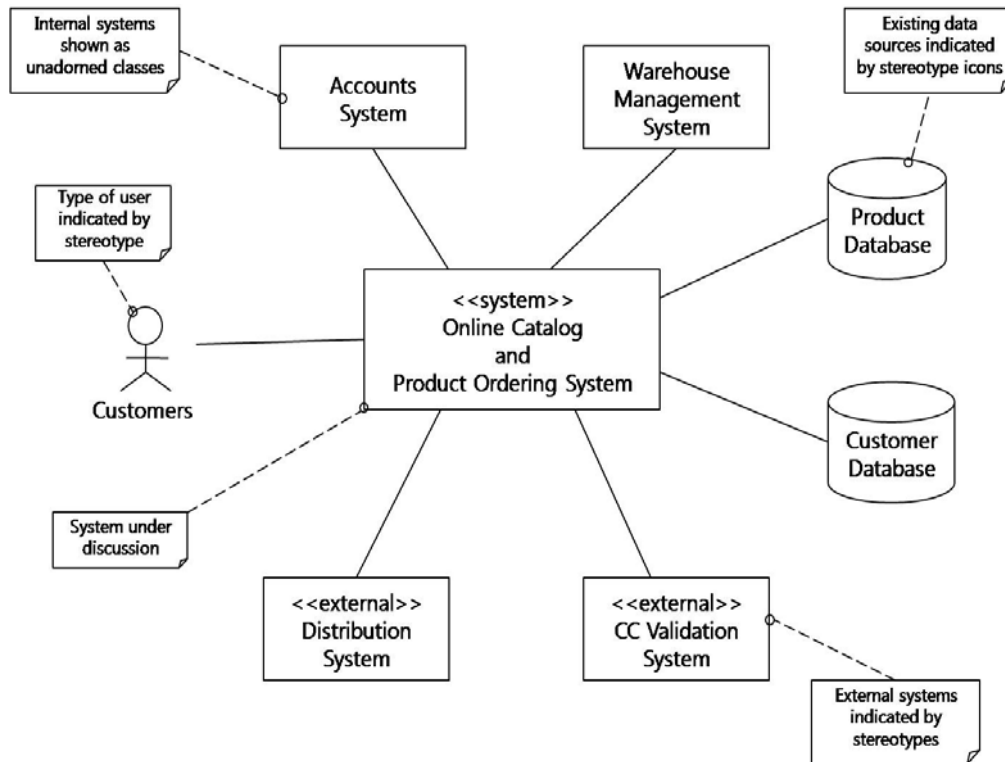 Internal systems
shown as
unadorned classes
Accounts
System
Warehouse
Management
System
Existing data
sources indicated
by stereotype icons
Type of user
indicated by
stereotype
Product
Database
<<system>>
Online Catalog
and
Product Ordering System
Customers
Customer
Database
System under
discussion
<<external>>
Distribution
System
<<external>>
CC Validation
System
External systems
indicated by
stereotypes